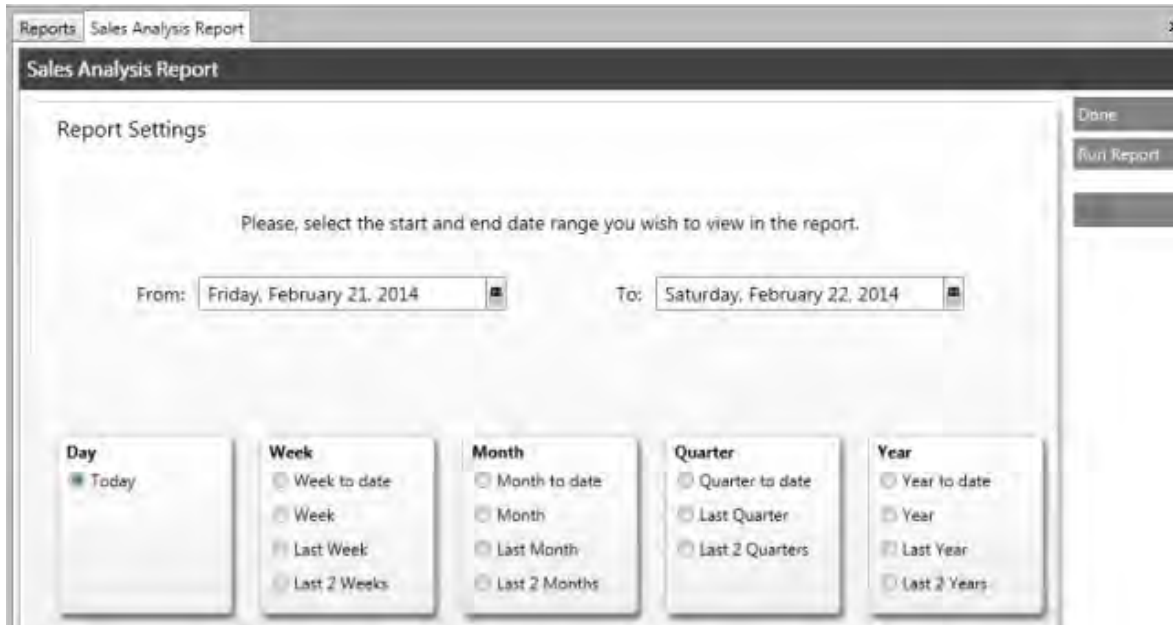 Reports Sales Analysis Report
Sales Analysis Report
Done
Report Settings
Run Report
Please, select the start and end date range you wish to view in the report.
From: Friday, February 21, 2014 To: Saturday, February 22, 2014
Day
Today
Week
Week to date
Week
Last Week
Last 2 Weeks
Month
Month to date
Month
Last Month
Last 2 Months
Quarter
Quarter to date
Last Quarter
Last 2 Quarters
Year
Year to date
Year
Last Year
Last 2 Years